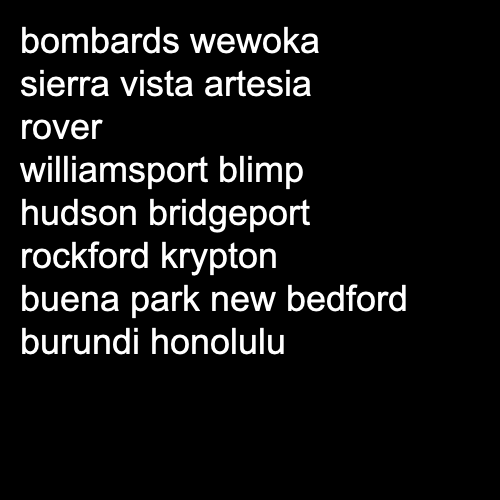 bombards wewoka
sierra vista artesia
rover
williamsport blimp
hudson bridgeport
rockford krypton
buena park new bedford
burundi honolulu